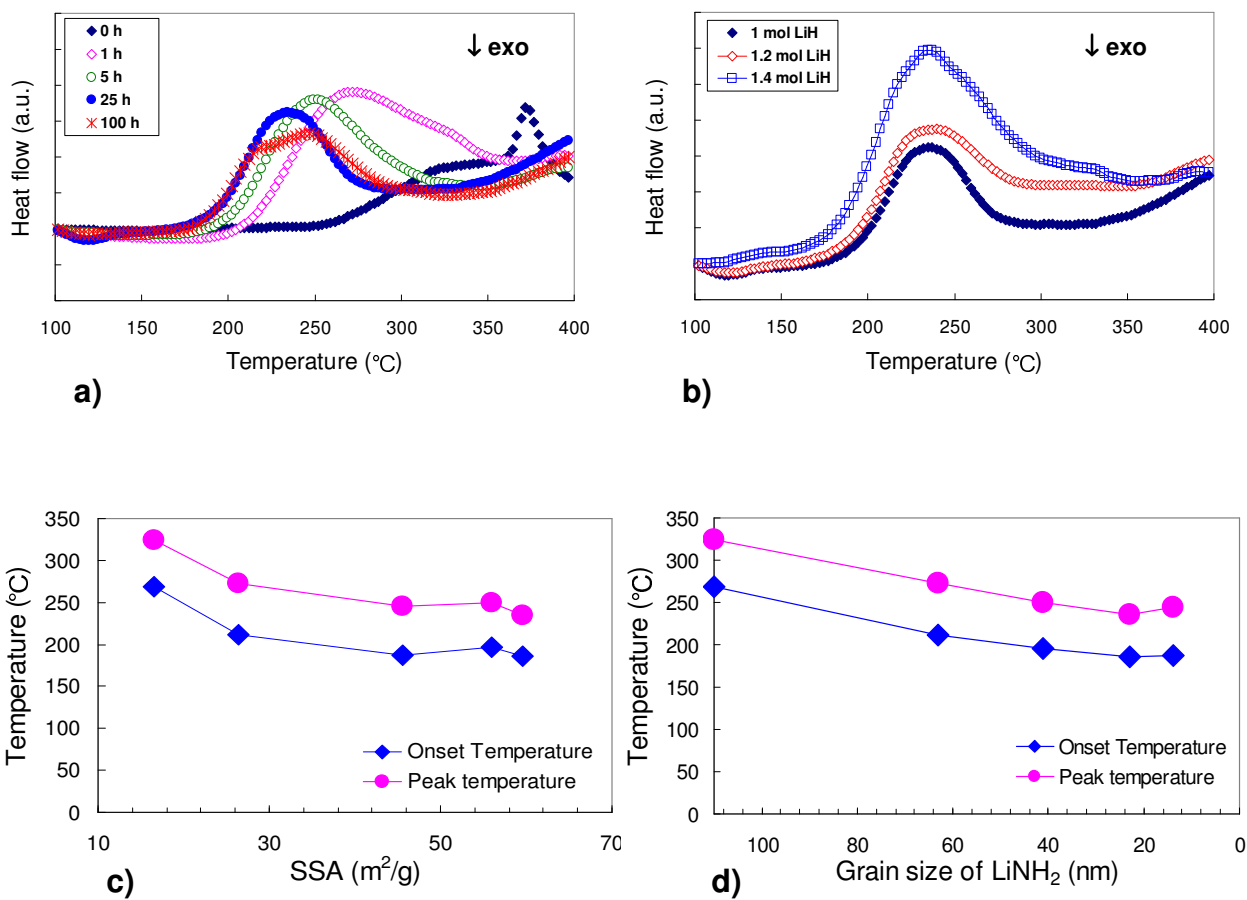 0 h
1 h
5 h
25 h
100 h
↓ exo
Heat flow (a.u.)
100 150 200 250 300 350 400
Temperature (℃)
a)
1 mol LiH
1.2 mol LiH
1.4 mol LiH
↓ exo
Heat flow (a.u.)
100 150 200 250 300 350 400
Temperature (℃)
b)
350
300
250
200
150
100
50
0
Temperature (℃)
Onset Temperature
Peak temperature
10 30 50 70
SSA (m²/g)
c)
350
300
250
200
150
100
50
0
Temperature (℃)
Onset Temperature
Peak temperature
100 80 60 40 20 0
Grain size of LiNH₂ (nm)
d)